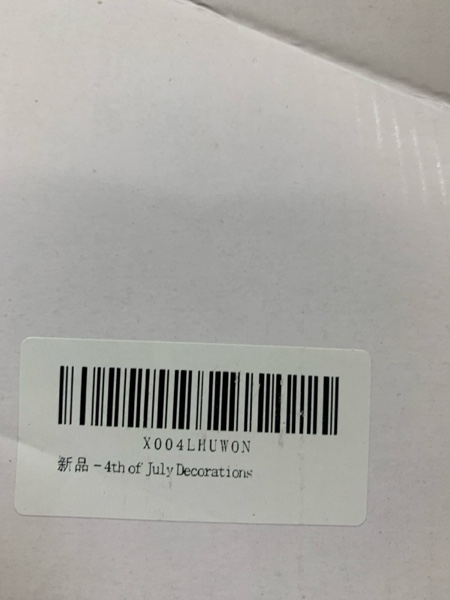 X004LHUWON
新品 - 4th of July Decorations